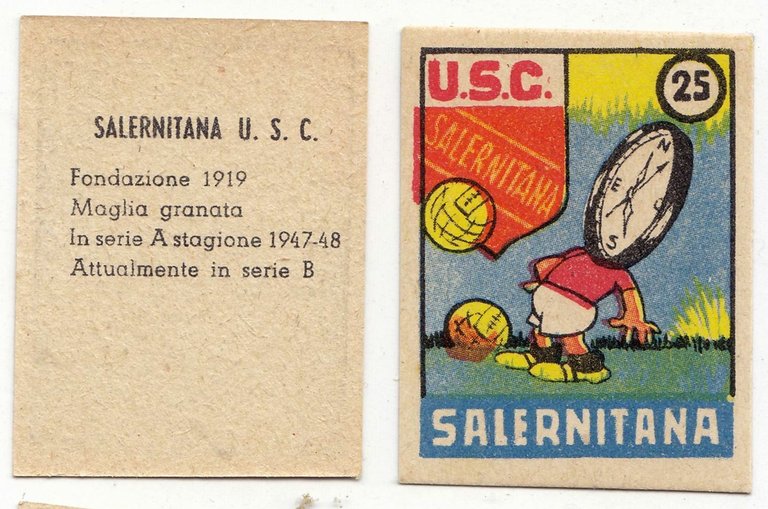 SALERNITANA U. S. C.
Fondazione 1919
Maglia granata
In serie A stagione 1947-48
Attualmente in serie B
U.S.C.
25
SALERNITANA
N
E
S
SALERNITANA